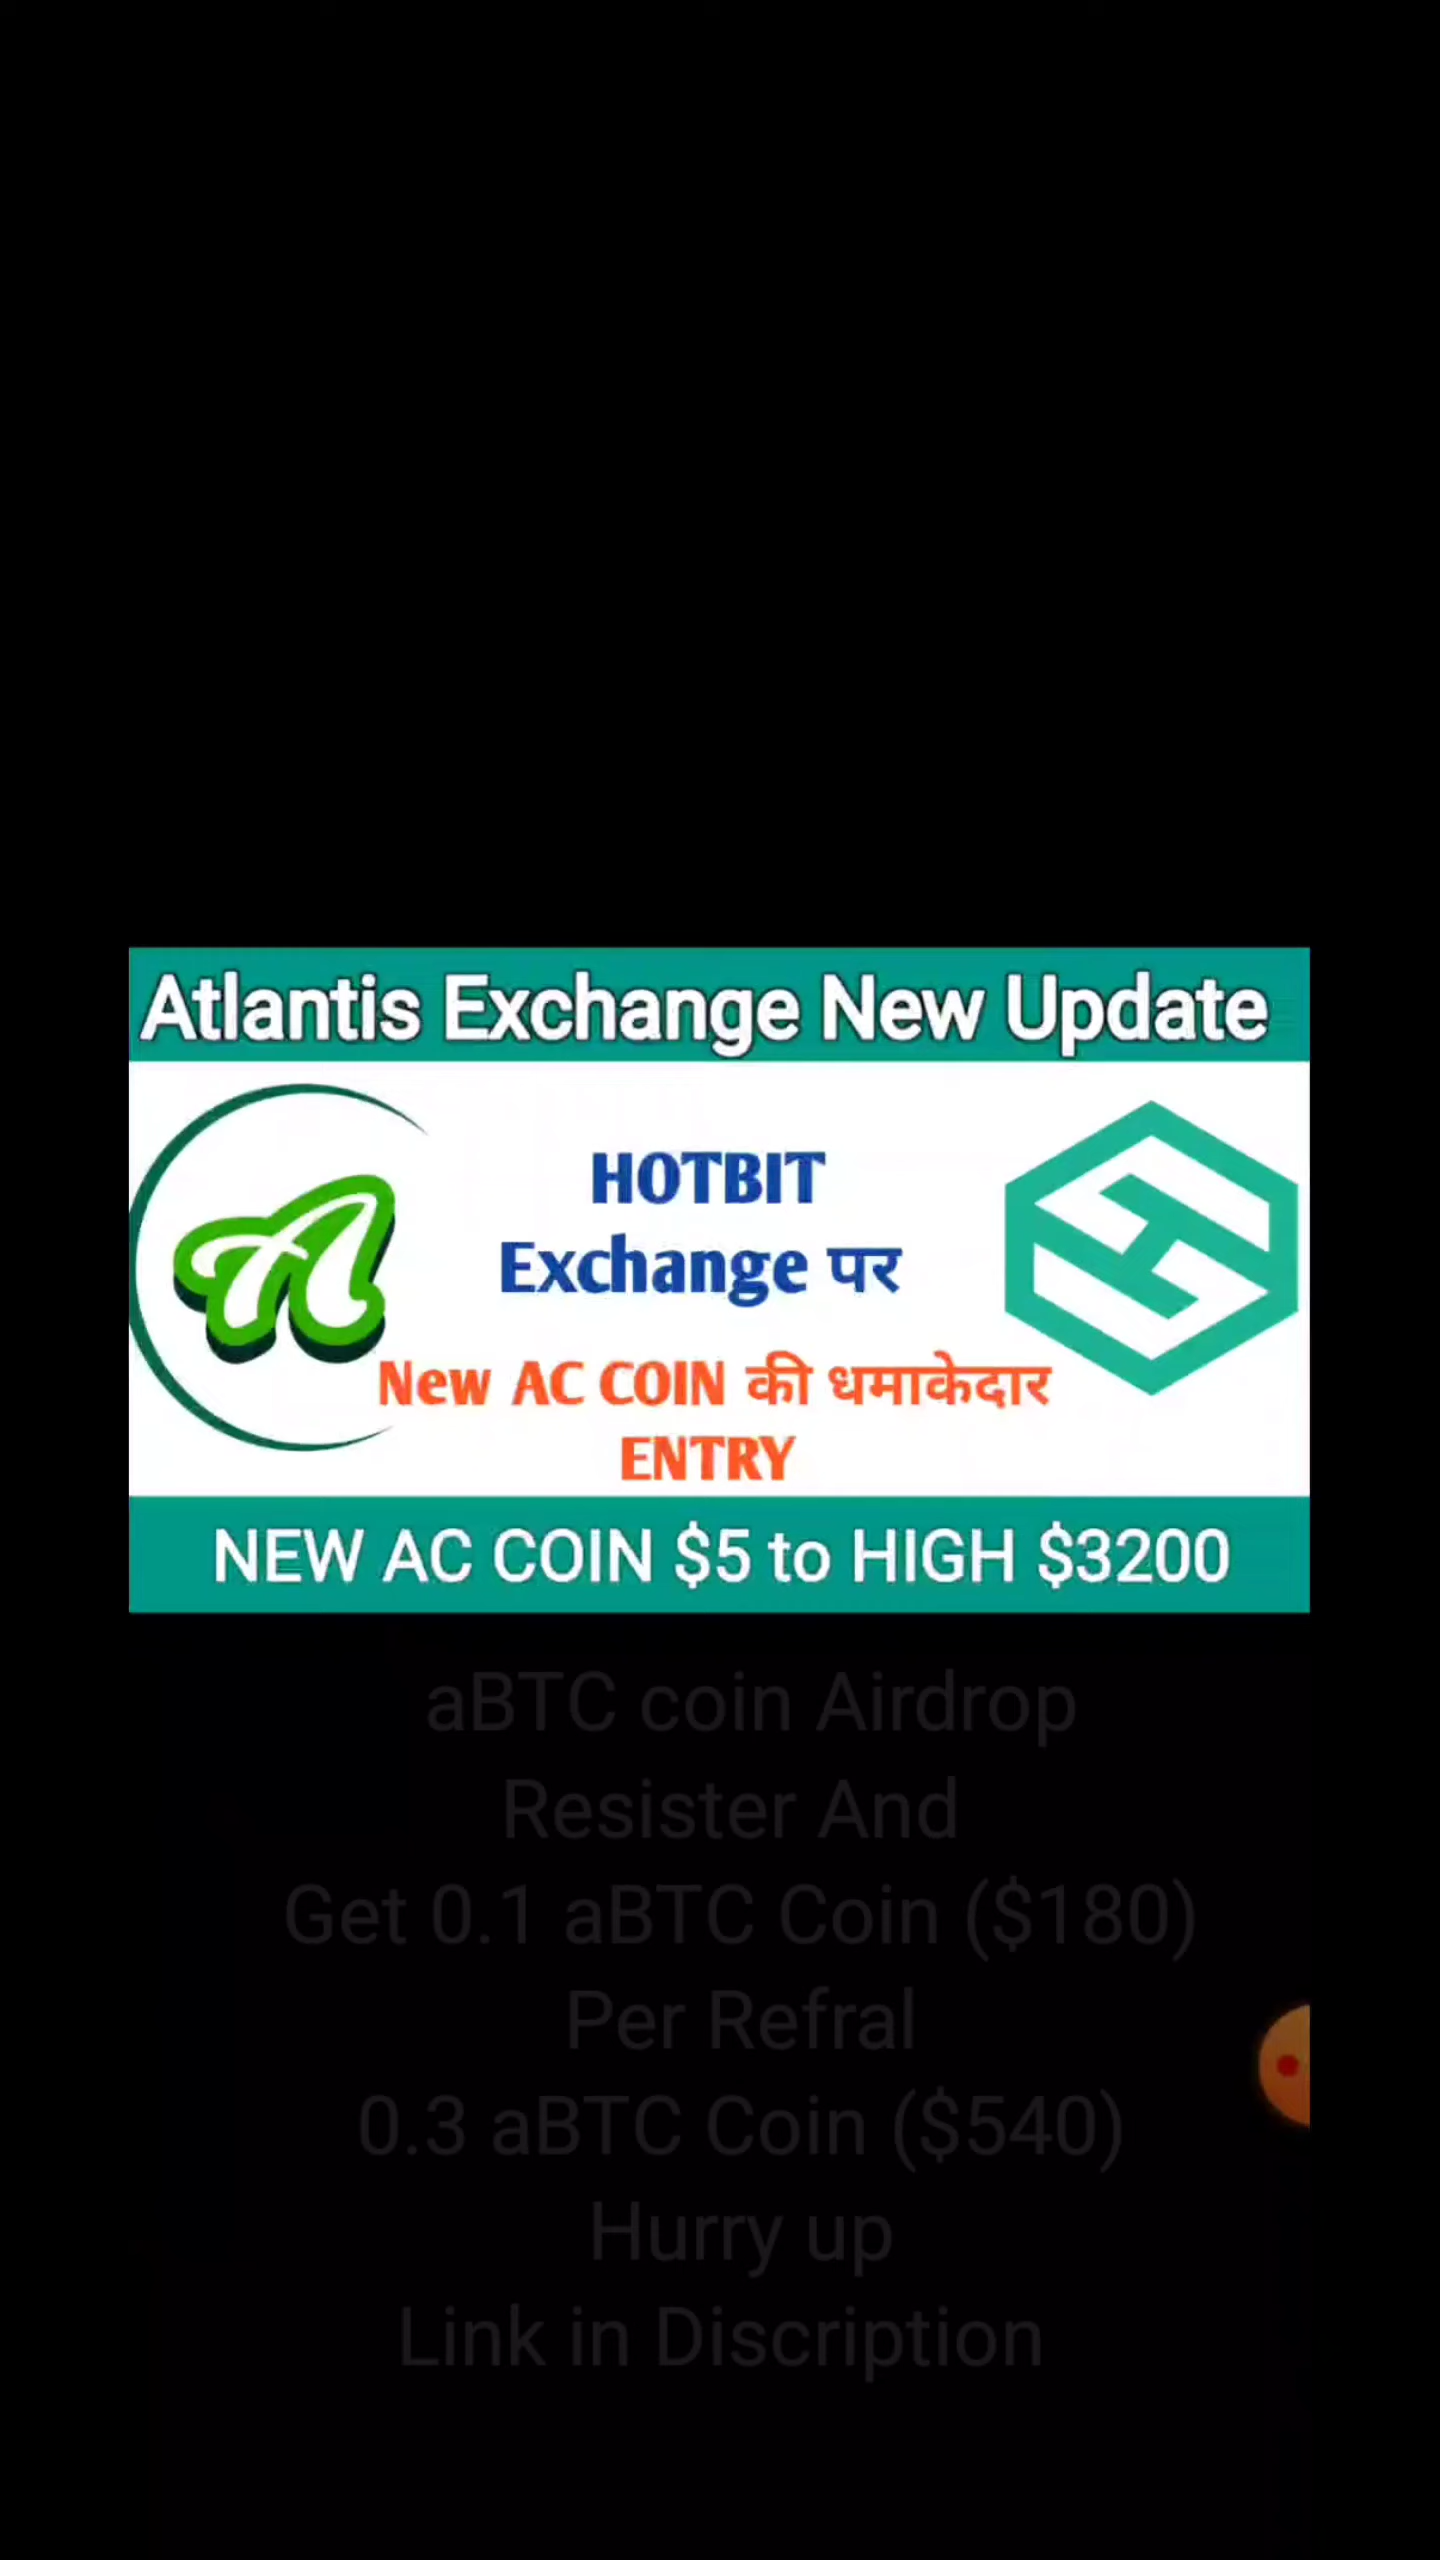 Atlantis Exchange New Update
HOTBIT
Exchange पर
New AC COIN की धमाकेदार
ENTRY
NEW AC COIN $5 to HIGH $3200
aBTC coin Airdrop
Resister And
Get 0.1 aBTC Coin ($180)
Per Refral
0.3 aBTC Coin ($540)
Hurry up
Link in Discription